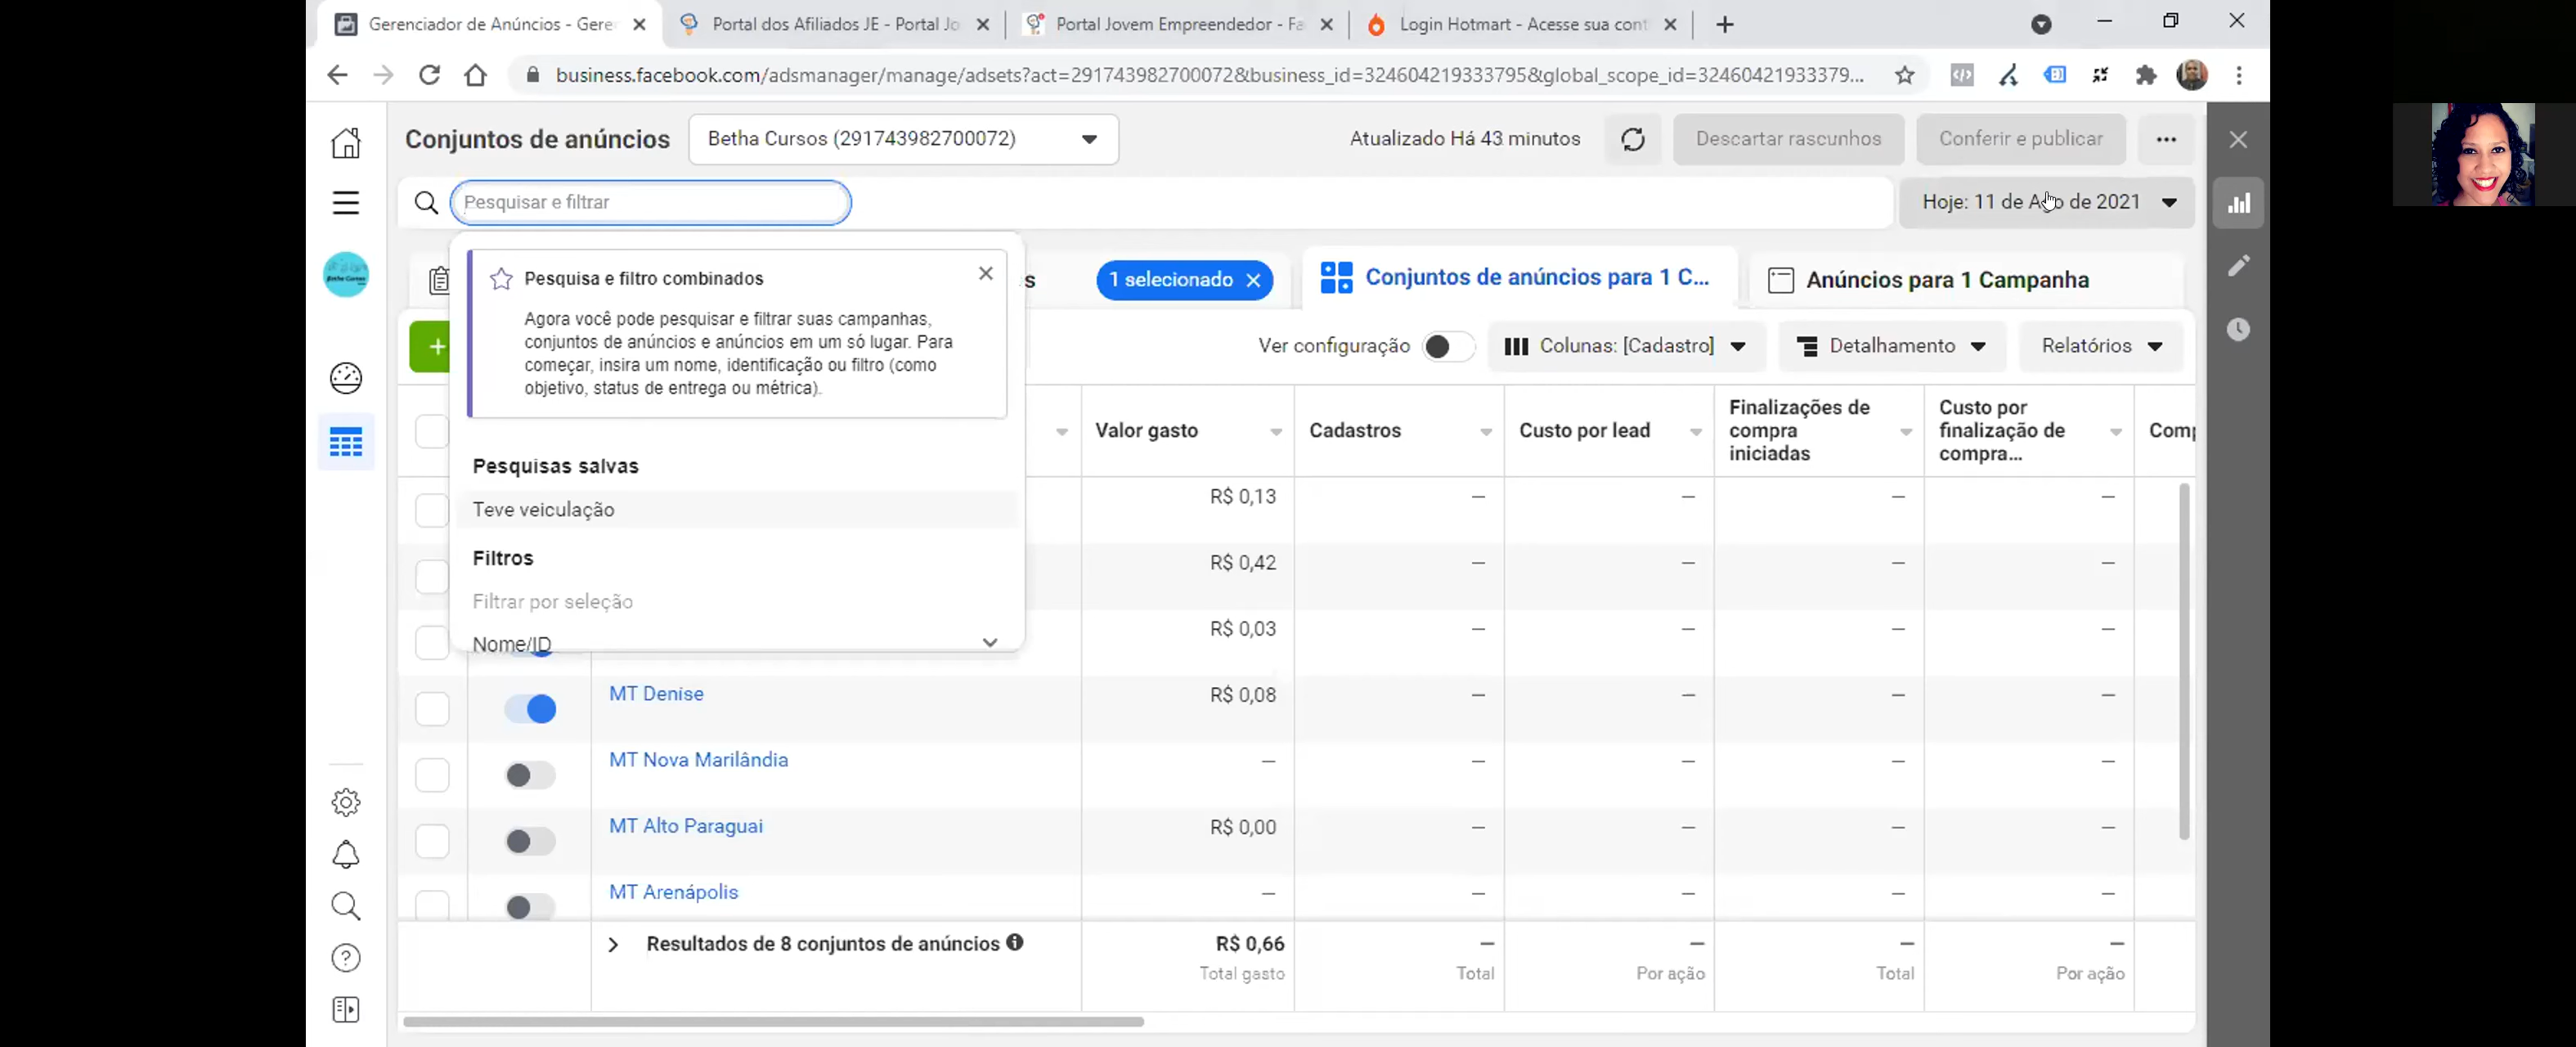 Gerenciador de Anúncios - Gere
Portal dos Afiliados JE - Portal Jo
Portal Jovem Empreendedor - Fa
Login Hotmart - Acesse sua cont
business.facebook.com/adsmanager/manage/adsets?act=291743982700072&business_id=324604219333795&global_scope_id=32460421933379...
Conjuntos de anúncios
Betha Cursos (291743982700072)
Atualizado Há 43 minutos
Descartar rascunhos
Conferir e publicar
Pesquisar e filtrar
Hoje: 11 de Ago de 2021
Pesquisa e filtro combinados
Agora você pode pesquisar e filtrar suas campanhas,
conjuntos de anúncios e anúncios em um só lugar. Para
começar, insira um nome, identificação ou filtro (como
objetivo, status de entrega ou métrica).
s
1 selecionado
Conjuntos de anúncios para 1 C...
Anúncios para 1 Campanha
Ver configuração
Colunas: [Cadastro]
Detalhamento
Relatórios
Pesquisas salvas
Teve veiculação
Filtros
Filtrar por seleção
Nome/ID
Valor gasto
Cadastros
Custo por lead
Finalizações de
compra
iniciadas
Custo por
finalização de
compra...
Comp
R$ 0,13 — — — —
R$ 0,42 — — — —
R$ 0,03 — — — —
MT Denise R$ 0,08 — — — —
MT Nova Marilândia — — — — —
MT Alto Paraguai R$ 0,00 — — — —
MT Arenápolis — — — — —
Resultados de 8 conjuntos de anúncios R$ 0,66 — — — —
Total gasto Total Por ação Total Por ação